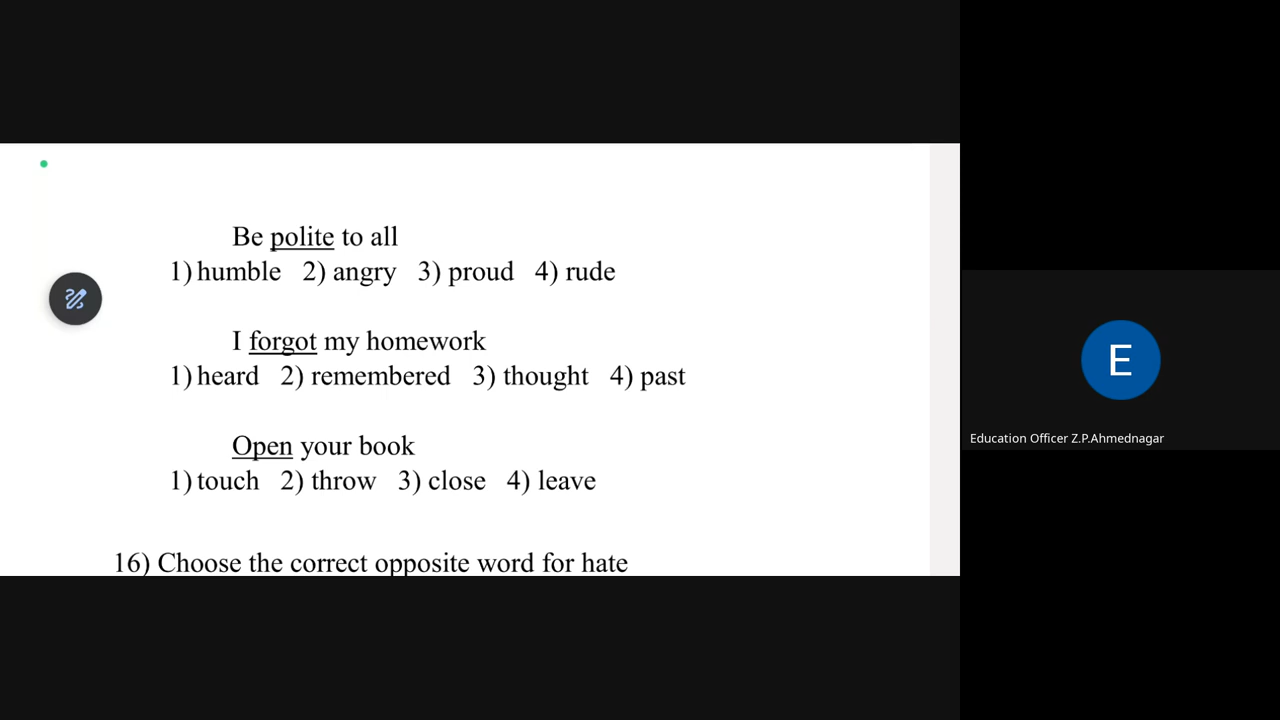 Be polite to all
1) humble 2) angry 3) proud 4) rude
I forgot my homework
1) heard 2) remembered 3) thought 4) past
Open your book
1) touch 2) throw 3) close 4) leave
16) Choose the correct opposite word for hate
E
Education Officer Z.P.Ahmednagar